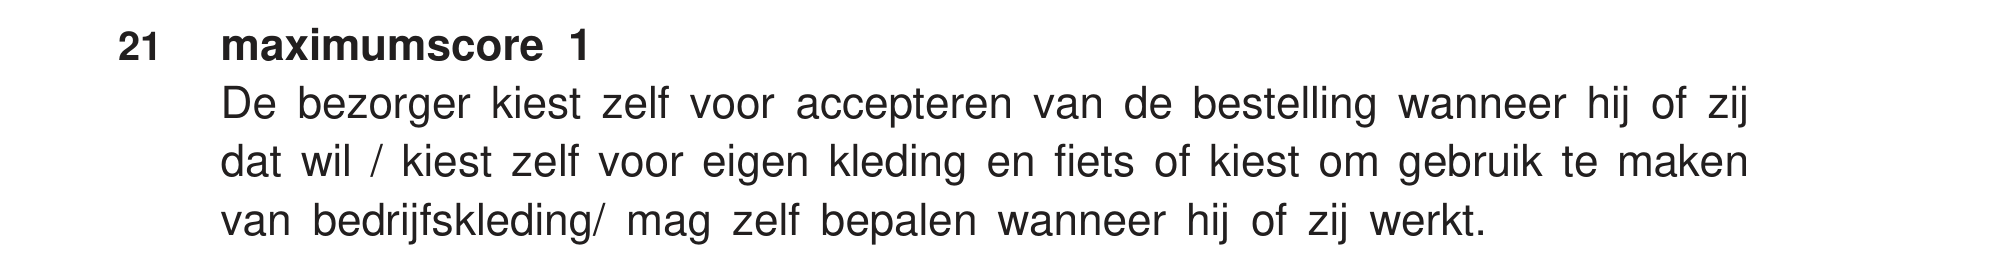 21 maximumscore 1
De bezorger kiest zelf voor accepteren van de bestelling wanneer hij of zij
dat wil / kiest zelf voor eigen kleding en fiets of kiest om gebruik te maken
van bedrijfskleding/ mag zelf bepalen wanneer hij of zij werkt.